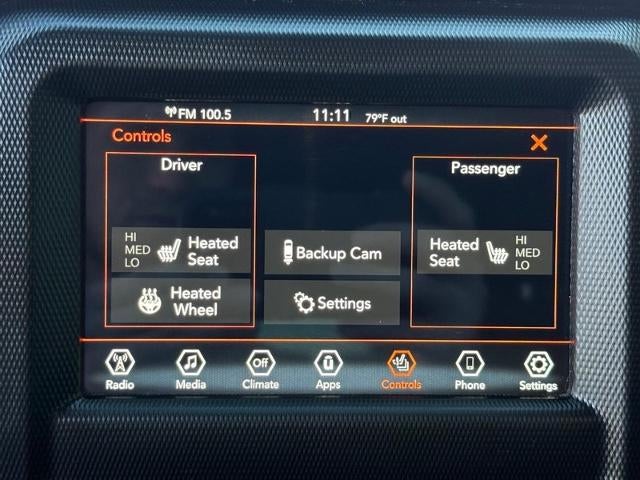 FM 100.5 11:11 79°F out
Controls
Driver
Passenger
HI
MED
LO
Heated
Seat
Backup Cam
Heated
Seat
HI
MED
LO
Heated
Wheel
Settings
Off
Radio Media Climate Apps Controls Phone Settings